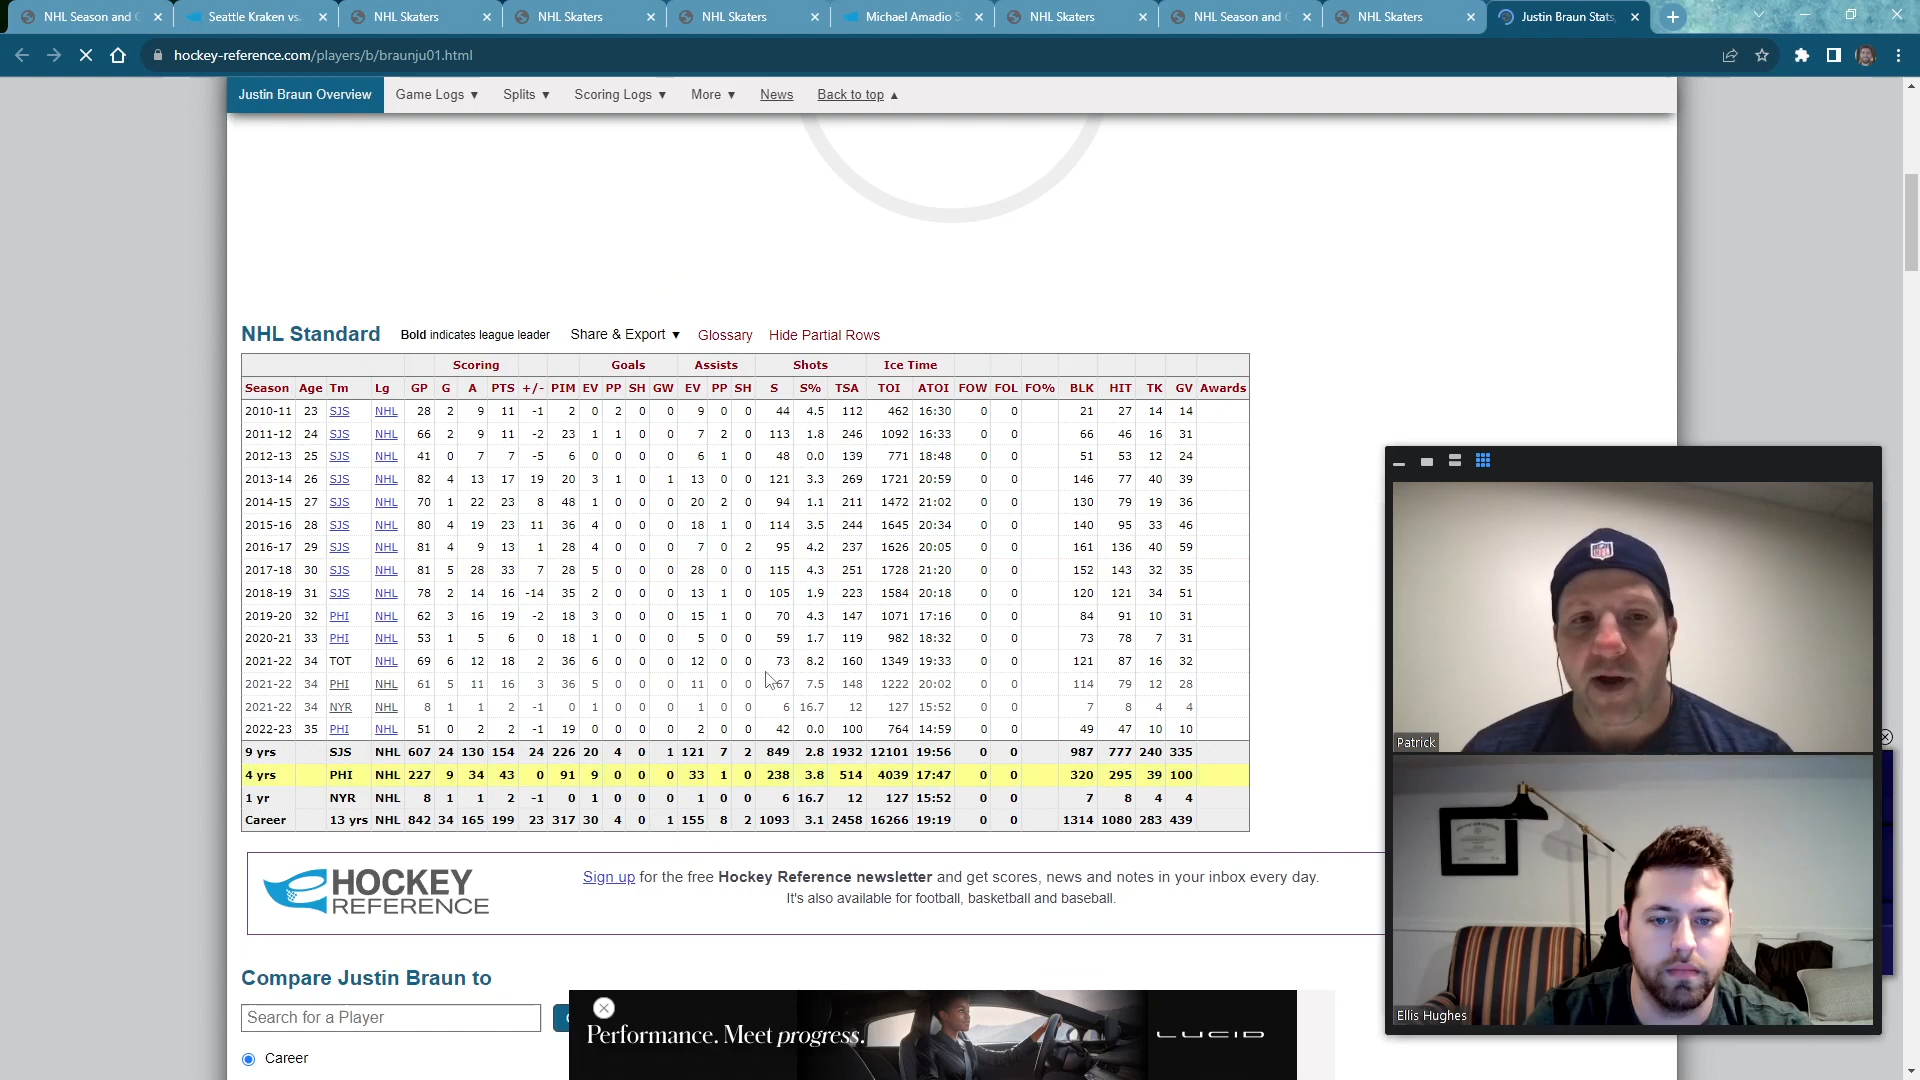 NHL Season and C
Seattle Kraken vs.
NHL Skaters
NHL Skaters
NHL Skaters
Michael Amadio S
NHL Skaters
NHL Season and C
NHL Skaters
Justin Braun Stats,
hockey-reference.com/players/b/braunju01.html
Justin Braun Overview Game Logs ▼ Splits ▼ Scoring Logs ▼ More ▼ News Back to top ▲
NHL Standard Bold indicates league leader Share & Export ▼ Glossary Hide Partial Rows
Scoring Goals Assists Shots Ice Time
Season Age Tm Lg GP G A PTS +/- PIM EV PP SH GW EV PP SH S S% TSA TOI ATOI FOW FOL FO% BLK HIT TK GV Awards
2010-11 23 SJS NHL 28 2 9 11 -1 2 0 2 0 0 9 0 0 44 4.5 112 462 16:30 0 0 21 27 14 14
2011-12 24 SJS NHL 66 2 9 11 -2 23 1 1 0 0 7 2 0 113 1.8 246 1092 16:33 0 0 66 46 16 31
2012-13 25 SJS NHL 41 0 7 7 -5 6 0 0 0 0 6 1 0 48 0.0 139 771 18:48 0 0 51 53 12 24
2013-14 26 SJS NHL 82 4 13 17 19 20 3 1 0 1 13 0 0 121 3.3 269 1721 20:59 0 0 146 77 40 39
2014-15 27 SJS NHL 70 1 22 23 8 48 1 0 0 0 20 2 0 94 1.1 211 1472 21:02 0 0 130 79 19 36
2015-16 28 SJS NHL 80 4 19 23 11 36 4 0 0 0 18 1 0 114 3.5 244 1645 20:34 0 0 140 95 33 46
2016-17 29 SJS NHL 81 4 9 13 1 28 4 0 0 0 7 0 2 95 4.2 237 1626 20:05 0 0 161 136 40 59
2017-18 30 SJS NHL 81 5 28 33 7 28 5 0 0 0 28 0 0 115 4.3 251 1728 21:20 0 0 152 143 32 35
2018-19 31 SJS NHL 78 2 14 16 -14 35 2 0 0 0 13 1 0 105 1.9 223 1584 20:18 0 0 120 121 34 51
2019-20 32 PHI NHL 62 3 16 19 -2 18 3 0 0 0 15 1 0 70 4.3 147 1071 17:16 0 0 84 91 10 31
2020-21 33 PHI NHL 53 1 5 6 0 18 1 0 0 0 5 0 0 59 1.7 119 982 18:32 0 0 73 78 7 31
2021-22 34 TOT NHL 69 6 12 18 2 36 6 0 0 0 12 0 0 73 8.2 160 1349 19:33 0 0 121 87 16 32
2021-22 34 PHI NHL 61 5 11 16 3 36 5 0 0 0 11 0 0 67 7.5 148 1222 20:02 0 0 114 79 12 28
2021-22 34 NYR NHL 8 1 1 2 -1 0 1 0 0 0 1 0 0 6 16.7 12 127 15:52 0 0 7 8 4 4
2022-23 35 PHI NHL 51 0 2 2 -1 19 0 0 0 0 2 0 0 42 0.0 100 764 14:59 0 0 49 47 10 10
9 yrs SJS NHL 607 24 130 154 24 226 20 4 0 1 121 7 2 849 2.8 1932 12101 19:56 0 0 987 777 240 335
4 yrs PHI NHL 227 9 34 43 0 91 9 0 0 0 33 1 0 238 3.8 514 4039 17:47 0 0 320 295 39 100
1 yr NYR NHL 8 1 1 2 -1 0 1 0 0 0 1 0 0 6 16.7 12 127 15:52 0 0 7 8 4 4
Career 13 yrs NHL 842 34 165 199 23 317 30 4 0 1 155 8 2 1093 3.1 2458 16266 19:19 0 0 1314 1080 283 439
HOCKEY
REFERENCE
Sign up for the free Hockey Reference newsletter and get scores, news and notes in your inbox every day.
It's also available for football, basketball and baseball.
Compare Justin Braun to
Search for a Player
Career
Performance. Meet progress.
LUCID
NFL
Patrick
Ellis Hughes